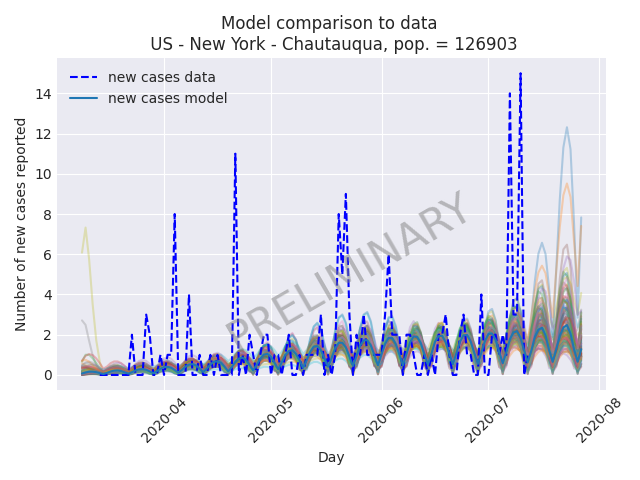 Model comparison to data
US - New York - Chautauqua, pop. = 126903
new cases data
new cases model
14
12
10
8
6
4
2
0
Number of new cases reported
PRELIMINARY
2020-04
2020-05
2020-06
2020-07
2020-08
Day